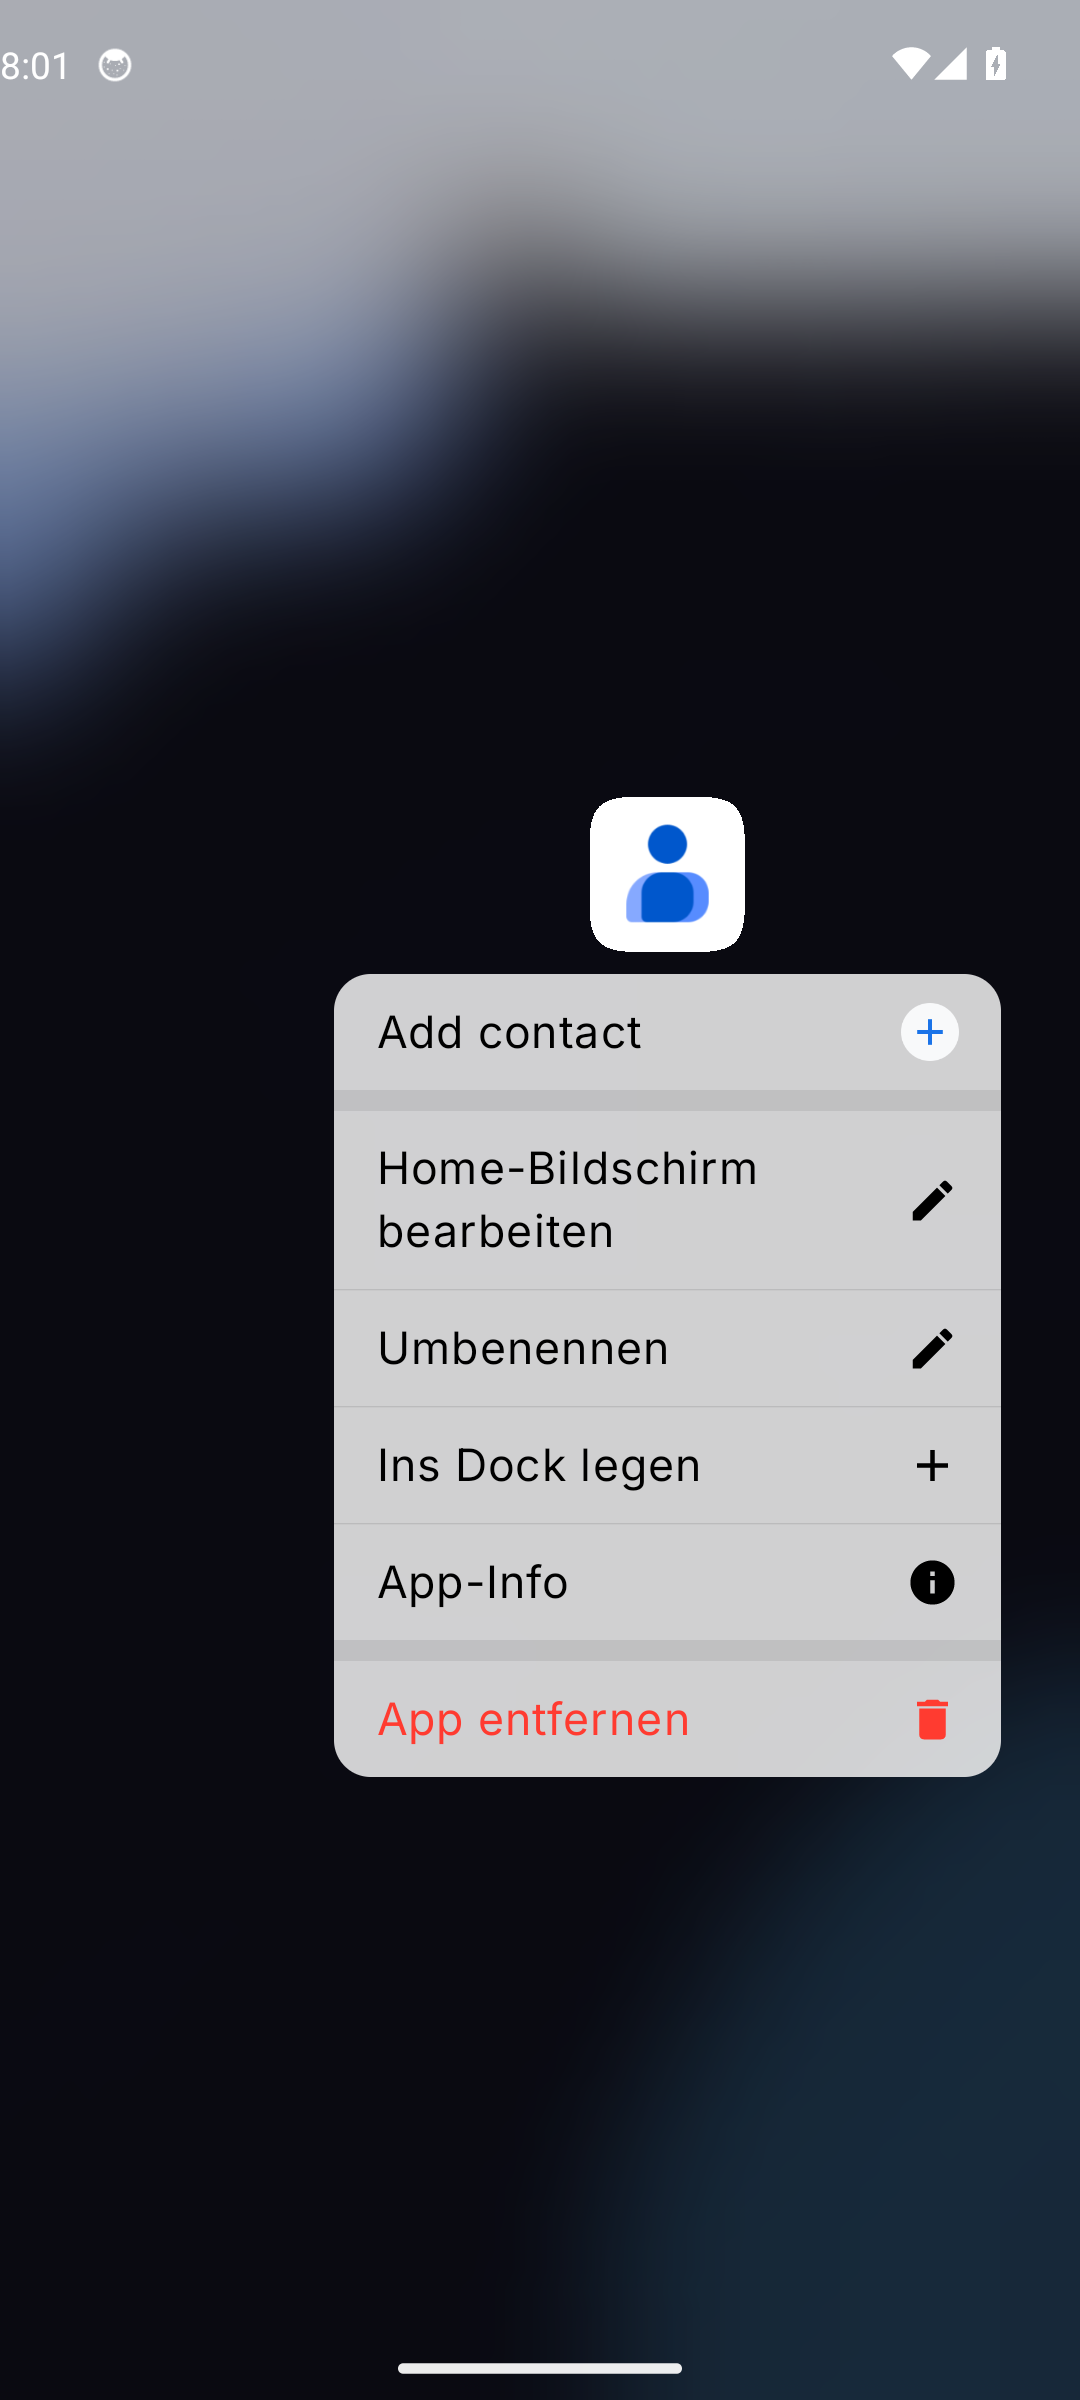 8:01
Add contact
Home-Bildschirm
bearbeiten
Umbenennen
Ins Dock legen
App-Info
App entfernen